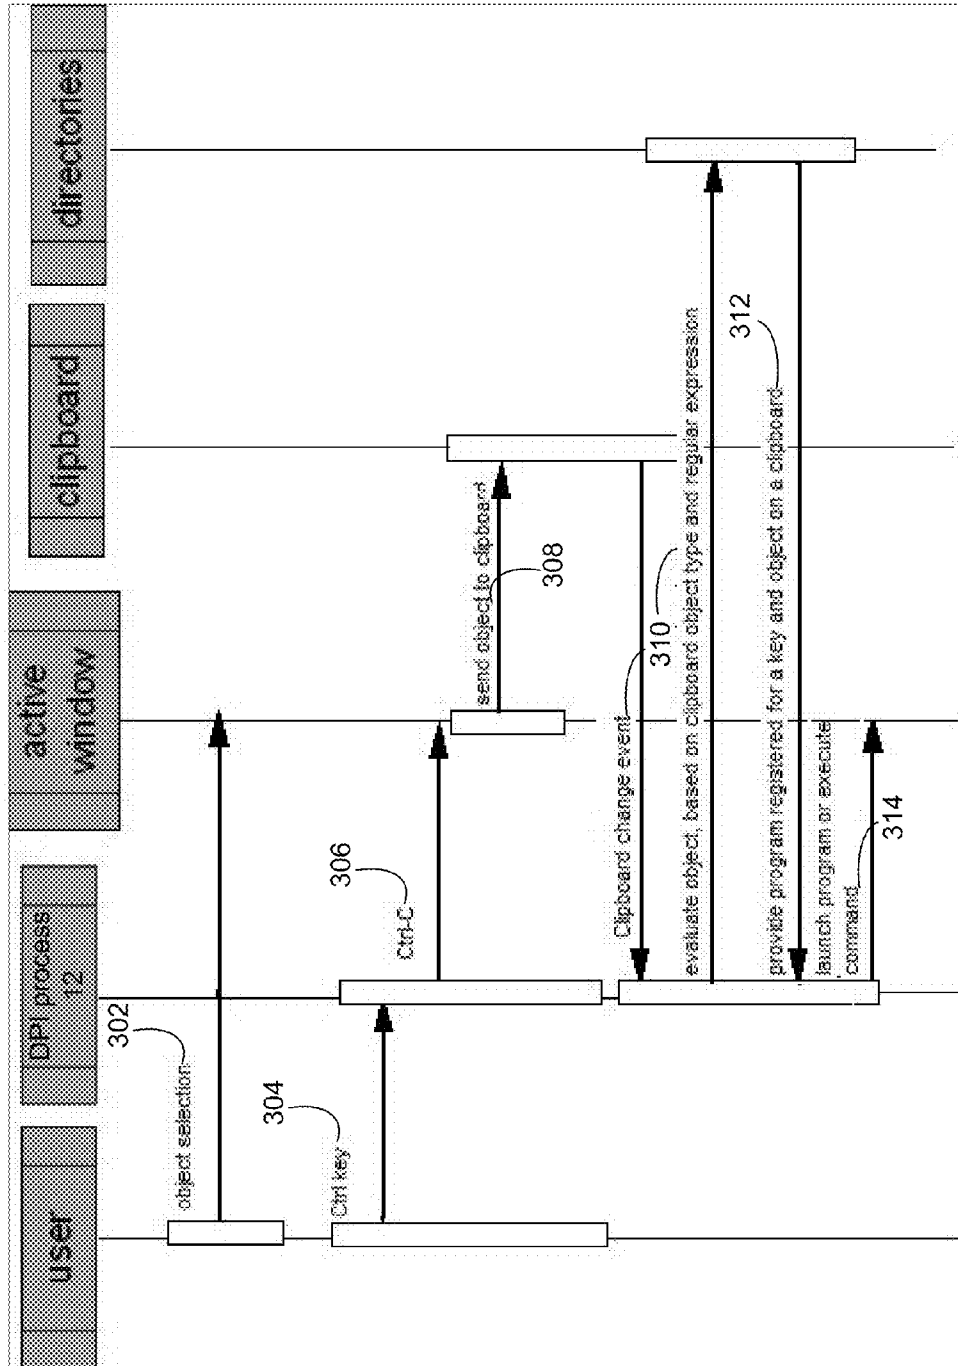 user
DPI process
12
active
window
clipboard
directories
object selection
302
Ctrl key
304
Ctrl-C
306
send object to clipboard
308
Clipboard change event
310
evaluate object, based on clipboard object type and regular expression
provide program registered for a key and object on a clipboard
312
launch program or execute
command
314